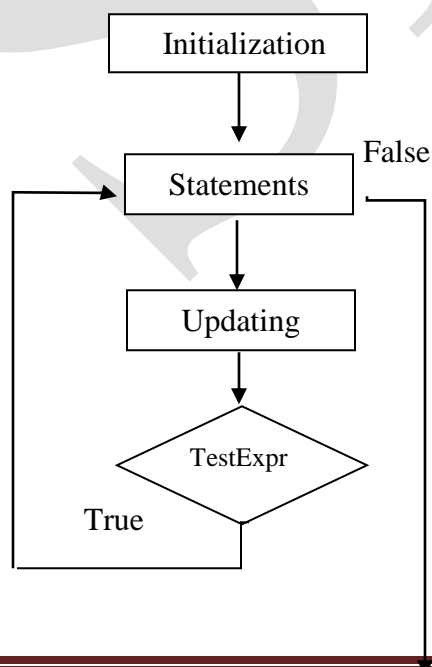 Initialization
False
Statements
Updating
TestExpr
True